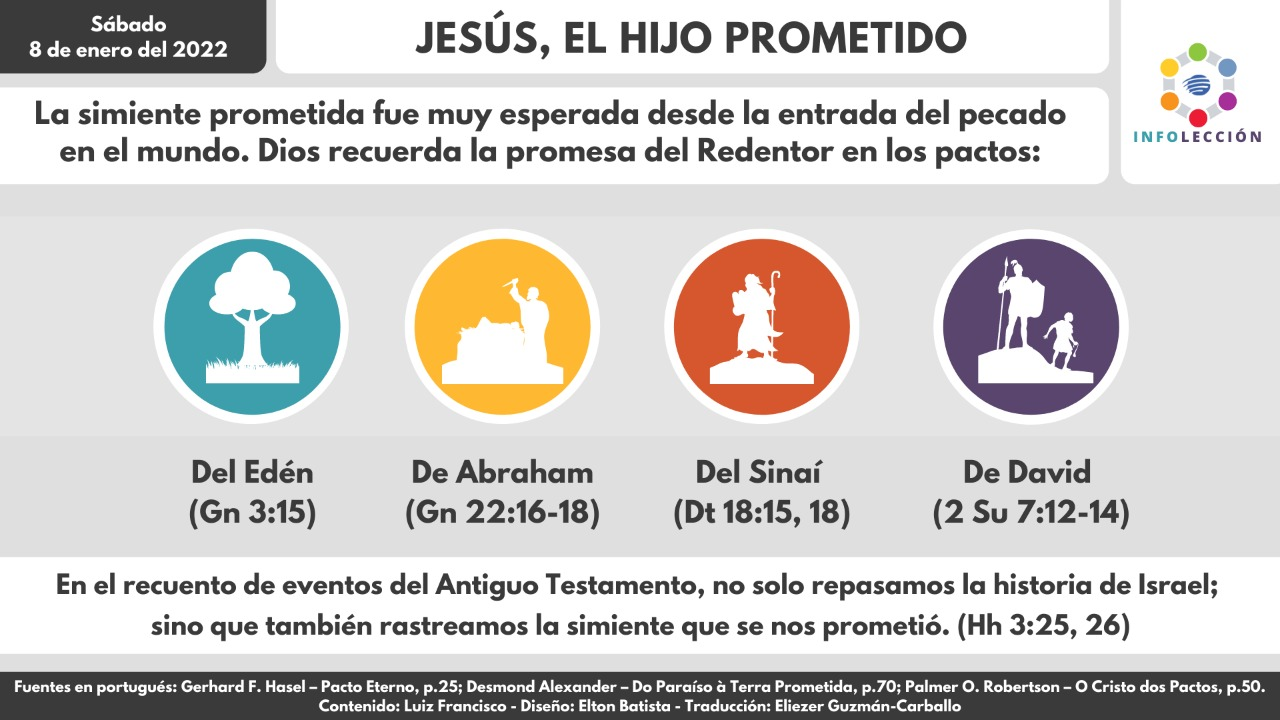 Sábado
8 de enero del 2022
JESÚS, EL HIJO PROMETIDO
INFOLECCIÓN
La simiente prometida fue muy esperada desde la entrada del pecado
en el mundo. Dios recuerda la promesa del Redentor en los pactos:
Del Edén
(Gn 3:15)
De Abraham
(Gn 22:16-18)
Del Sinaí
(Dt 18:15, 18)
De David
(2 Su 7:12-14)
En el recuento de eventos del Antiguo Testamento, no solo repasamos la historia de Israel;
sino que también rastreamos la simiente que se nos prometió. (Hh 3:25, 26)
Fuentes en portugués: Gerhard F. Hasel – Pacto Eterno, p.25; Desmond Alexander – Do Paraíso à Terra Prometida, p.70; Palmer O. Robertson – O Cristo dos Pactos, p.50.
Contenido: Luiz Francisco - Diseño: Elton Batista - Traducción: Eliezer Guzmán-Carballo